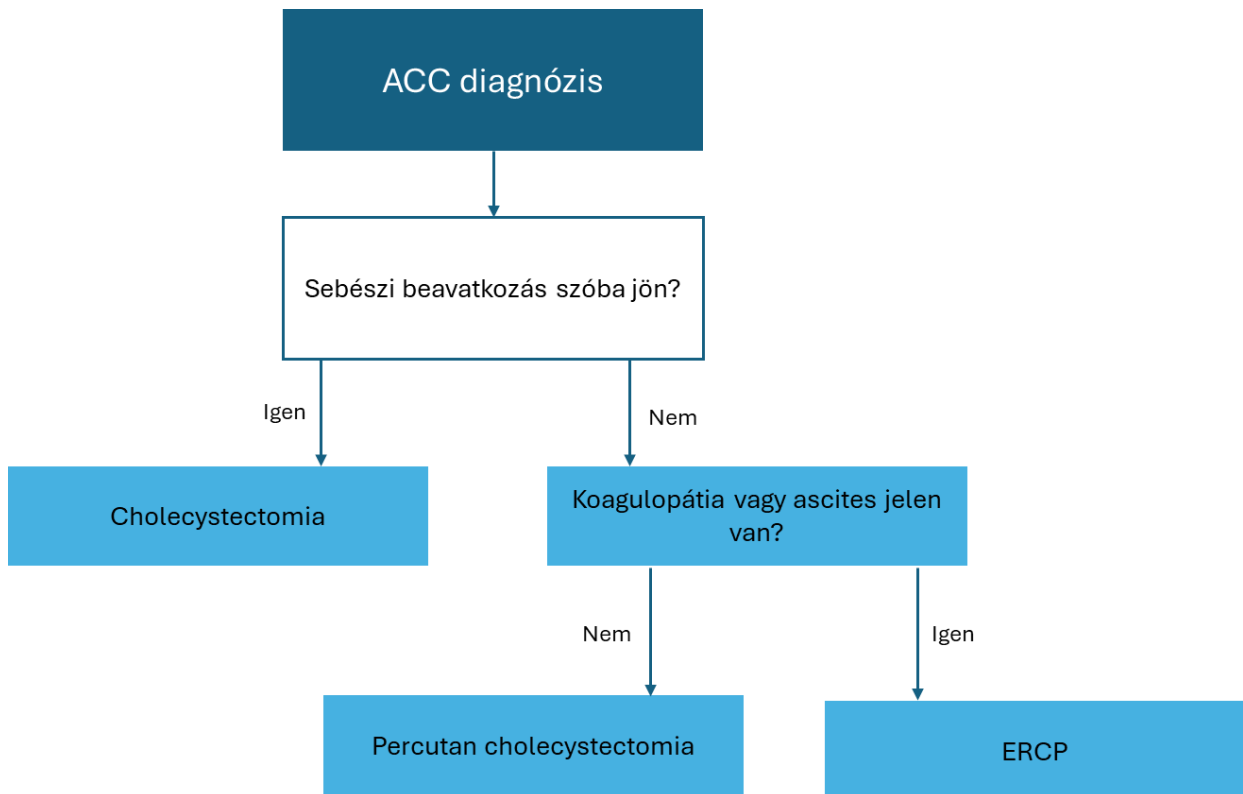 ACC diagnózis
Sebészi beavatkozás szóba jön?
Igen
Nem
Cholecystectomia
Koagulopátia vagy ascites jelen
van?
Nem
Igen
Percutan cholecystectomia
ERCP